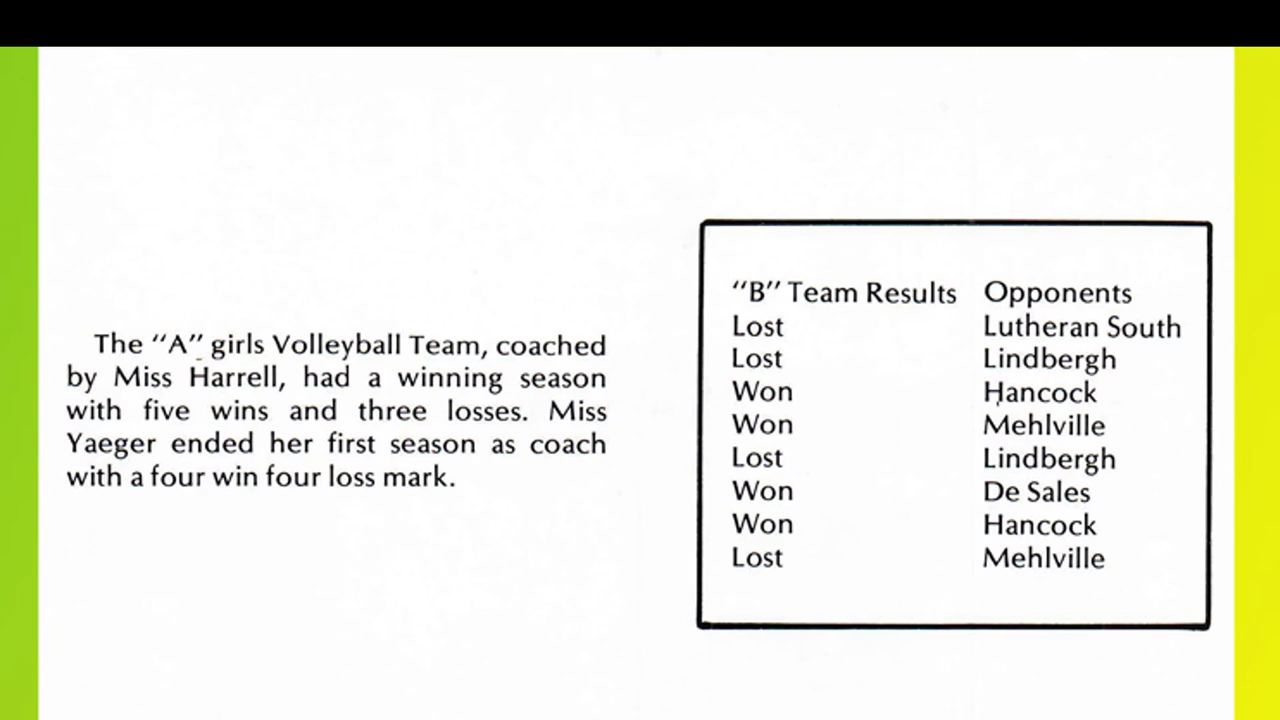 The "A" girls Volleyball Team, coached
by Miss Harrell, had a winning season
with five wins and three losses. Miss
Yaeger ended her first season as coach
with a four win four loss mark.
"B" Team Results Opponents
Lost Lutheran South
Lost Lindbergh
Won Hancock
Won Mehlville
Lost Lindbergh
Won De Sales
Won Hancock
Lost Mehlville